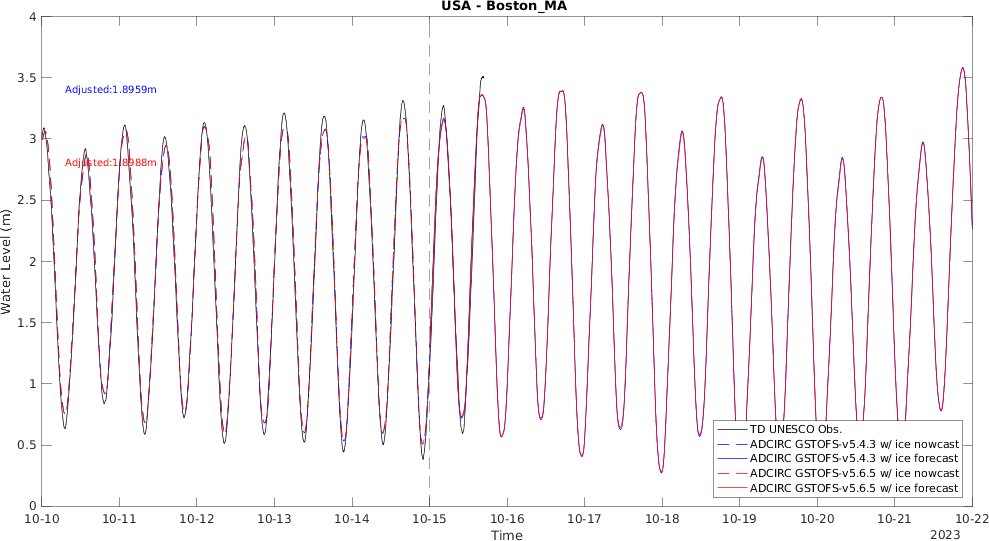 USA - Boston_MA
4
3.5
3
2.5
2
1.5
1
0.5
0
Water Level (m)
Adjusted:1.8959m
Adjusted:1.8988m
TD UNESCO Obs.
ADCIRC GSTOFS-v5.4.3 w/ ice nowcast
ADCIRC GSTOFS-v5.4.3 w/ ice forecast
ADCIRC GSTOFS-v5.6.5 w/ ice nowcast
ADCIRC GSTOFS-v5.6.5 w/ ice forecast
10-10 10-11 10-12 10-13 10-14 10-15 10-16 10-17 10-18 10-19 10-20 10-21 10-22
Time
2023